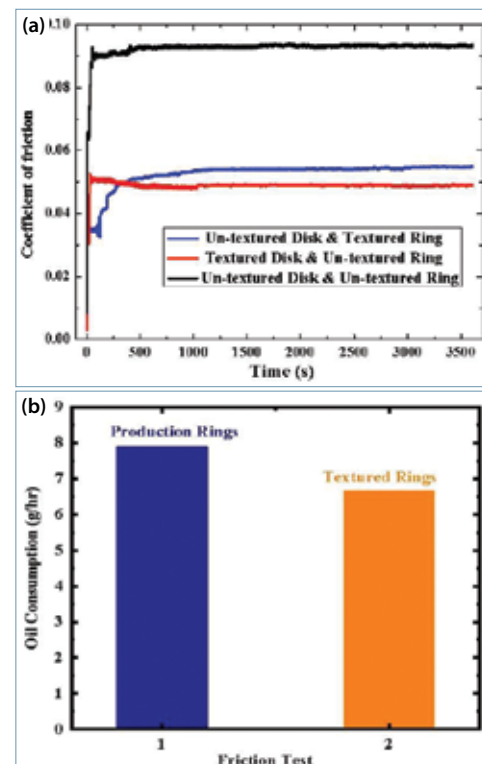 (a)
0.10
0.08
0.06
0.04
0.02
0.00
Coefficient of friction
Un-textured Disk & Textured Ring
Textured Disk & Un-textured Ring
Un-textured Disk & Un-textured Ring
0 500 1000 1500 2000 2500 3000 3500
Time (s)
(b)
9
8
7
6
5
4
3
2
1
0
Oil Consumption (g/hr)
Production Rings
Textured Rings
1 2
Friction Test